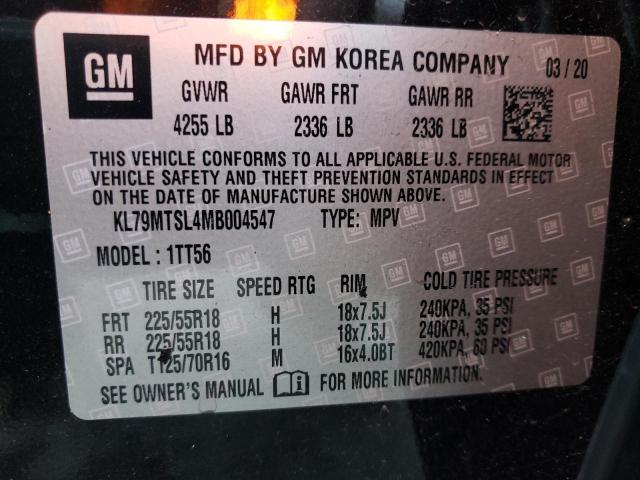 GM MFD BY GM KOREA COMPANY 03/20
GVWR GAWR FRT GAWR RR
4255 LB 2336 LB 2336 LB
THIS VEHICLE CONFORMS TO ALL APPLICABLE U.S. FEDERAL MOTOR
VEHICLE SAFETY AND THEFT PREVENTION STANDARDS IN EFFECT
ON THE DATE OF MANUFACTURE SHOWN ABOVE.
KL79MTSL4MB004547 TYPE: MPV
MODEL : 1TT56
TIRE SIZE SPEED RTG RIM COLD TIRE PRESSURE
FRT 225/55R18 H 18x7.5J 240KPA, 35 PSI
RR 225/55R18 H 18x7.5J 240KPA, 35 PSI
SPA T125/70R16 M 16x4.0BT 420KPA, 60 PSI
SEE OWNER'S MANUAL FOR MORE INFORMATION.